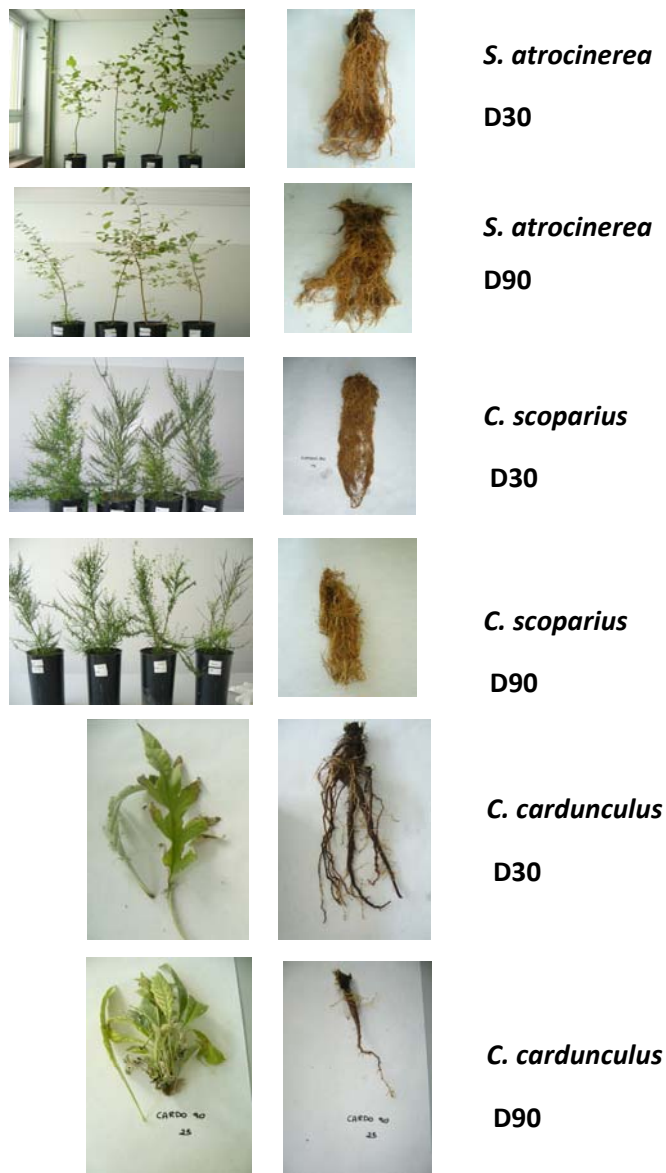 S. atrocinerea
D30
S. atrocinerea
D90
C. scoparius
D30
C. scoparius
D90
C. cardunculus
D30
CARDO 90
25
CARDO 90
25
C. cardunculus
D90